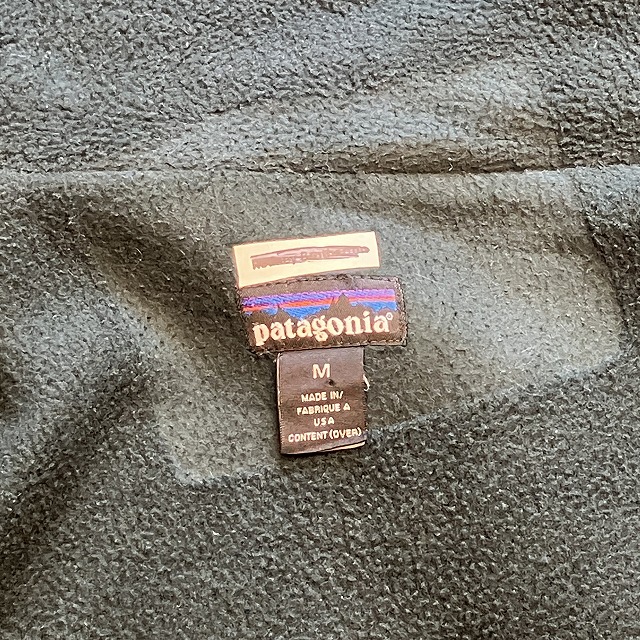 patagonia®
M
MADE IN/
FABRIQUE A
USA
CONTENT (OVER)